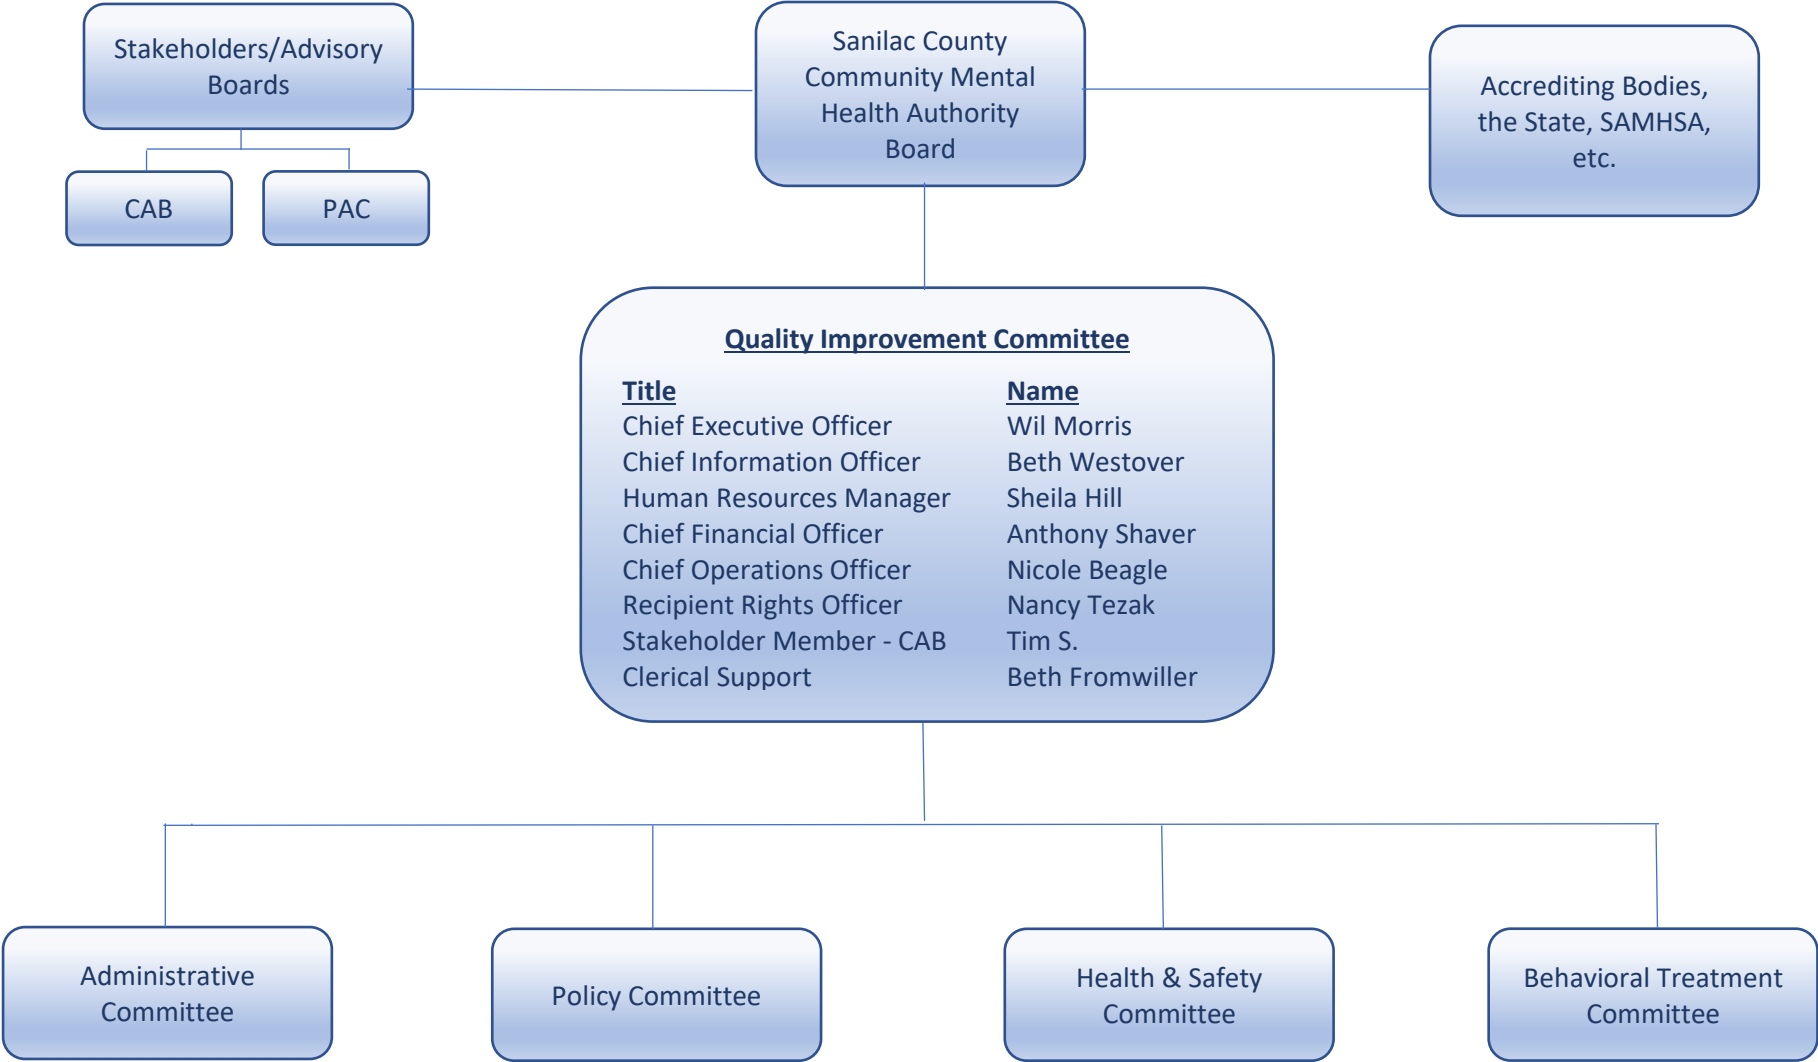 Stakeholders/Advisory
Boards
CAB
PAC
Sanilac County
Community Mental
Health Authority
Board
Accrediting Bodies,
the State, SAMHSA,
etc.
Quality Improvement Committee
Title Name
Chief Executive Officer Wil Morris
Chief Information Officer Beth Westover
Human Resources Manager Sheila Hill
Chief Financial Officer Anthony Shaver
Chief Operations Officer Nicole Beagle
Recipient Rights Officer Nancy Tezak
Stakeholder Member - CAB Tim S.
Clerical Support Beth Fromwiller
Administrative
Committee
Policy Committee
Health & Safety
Committee
Behavioral Treatment
Committee